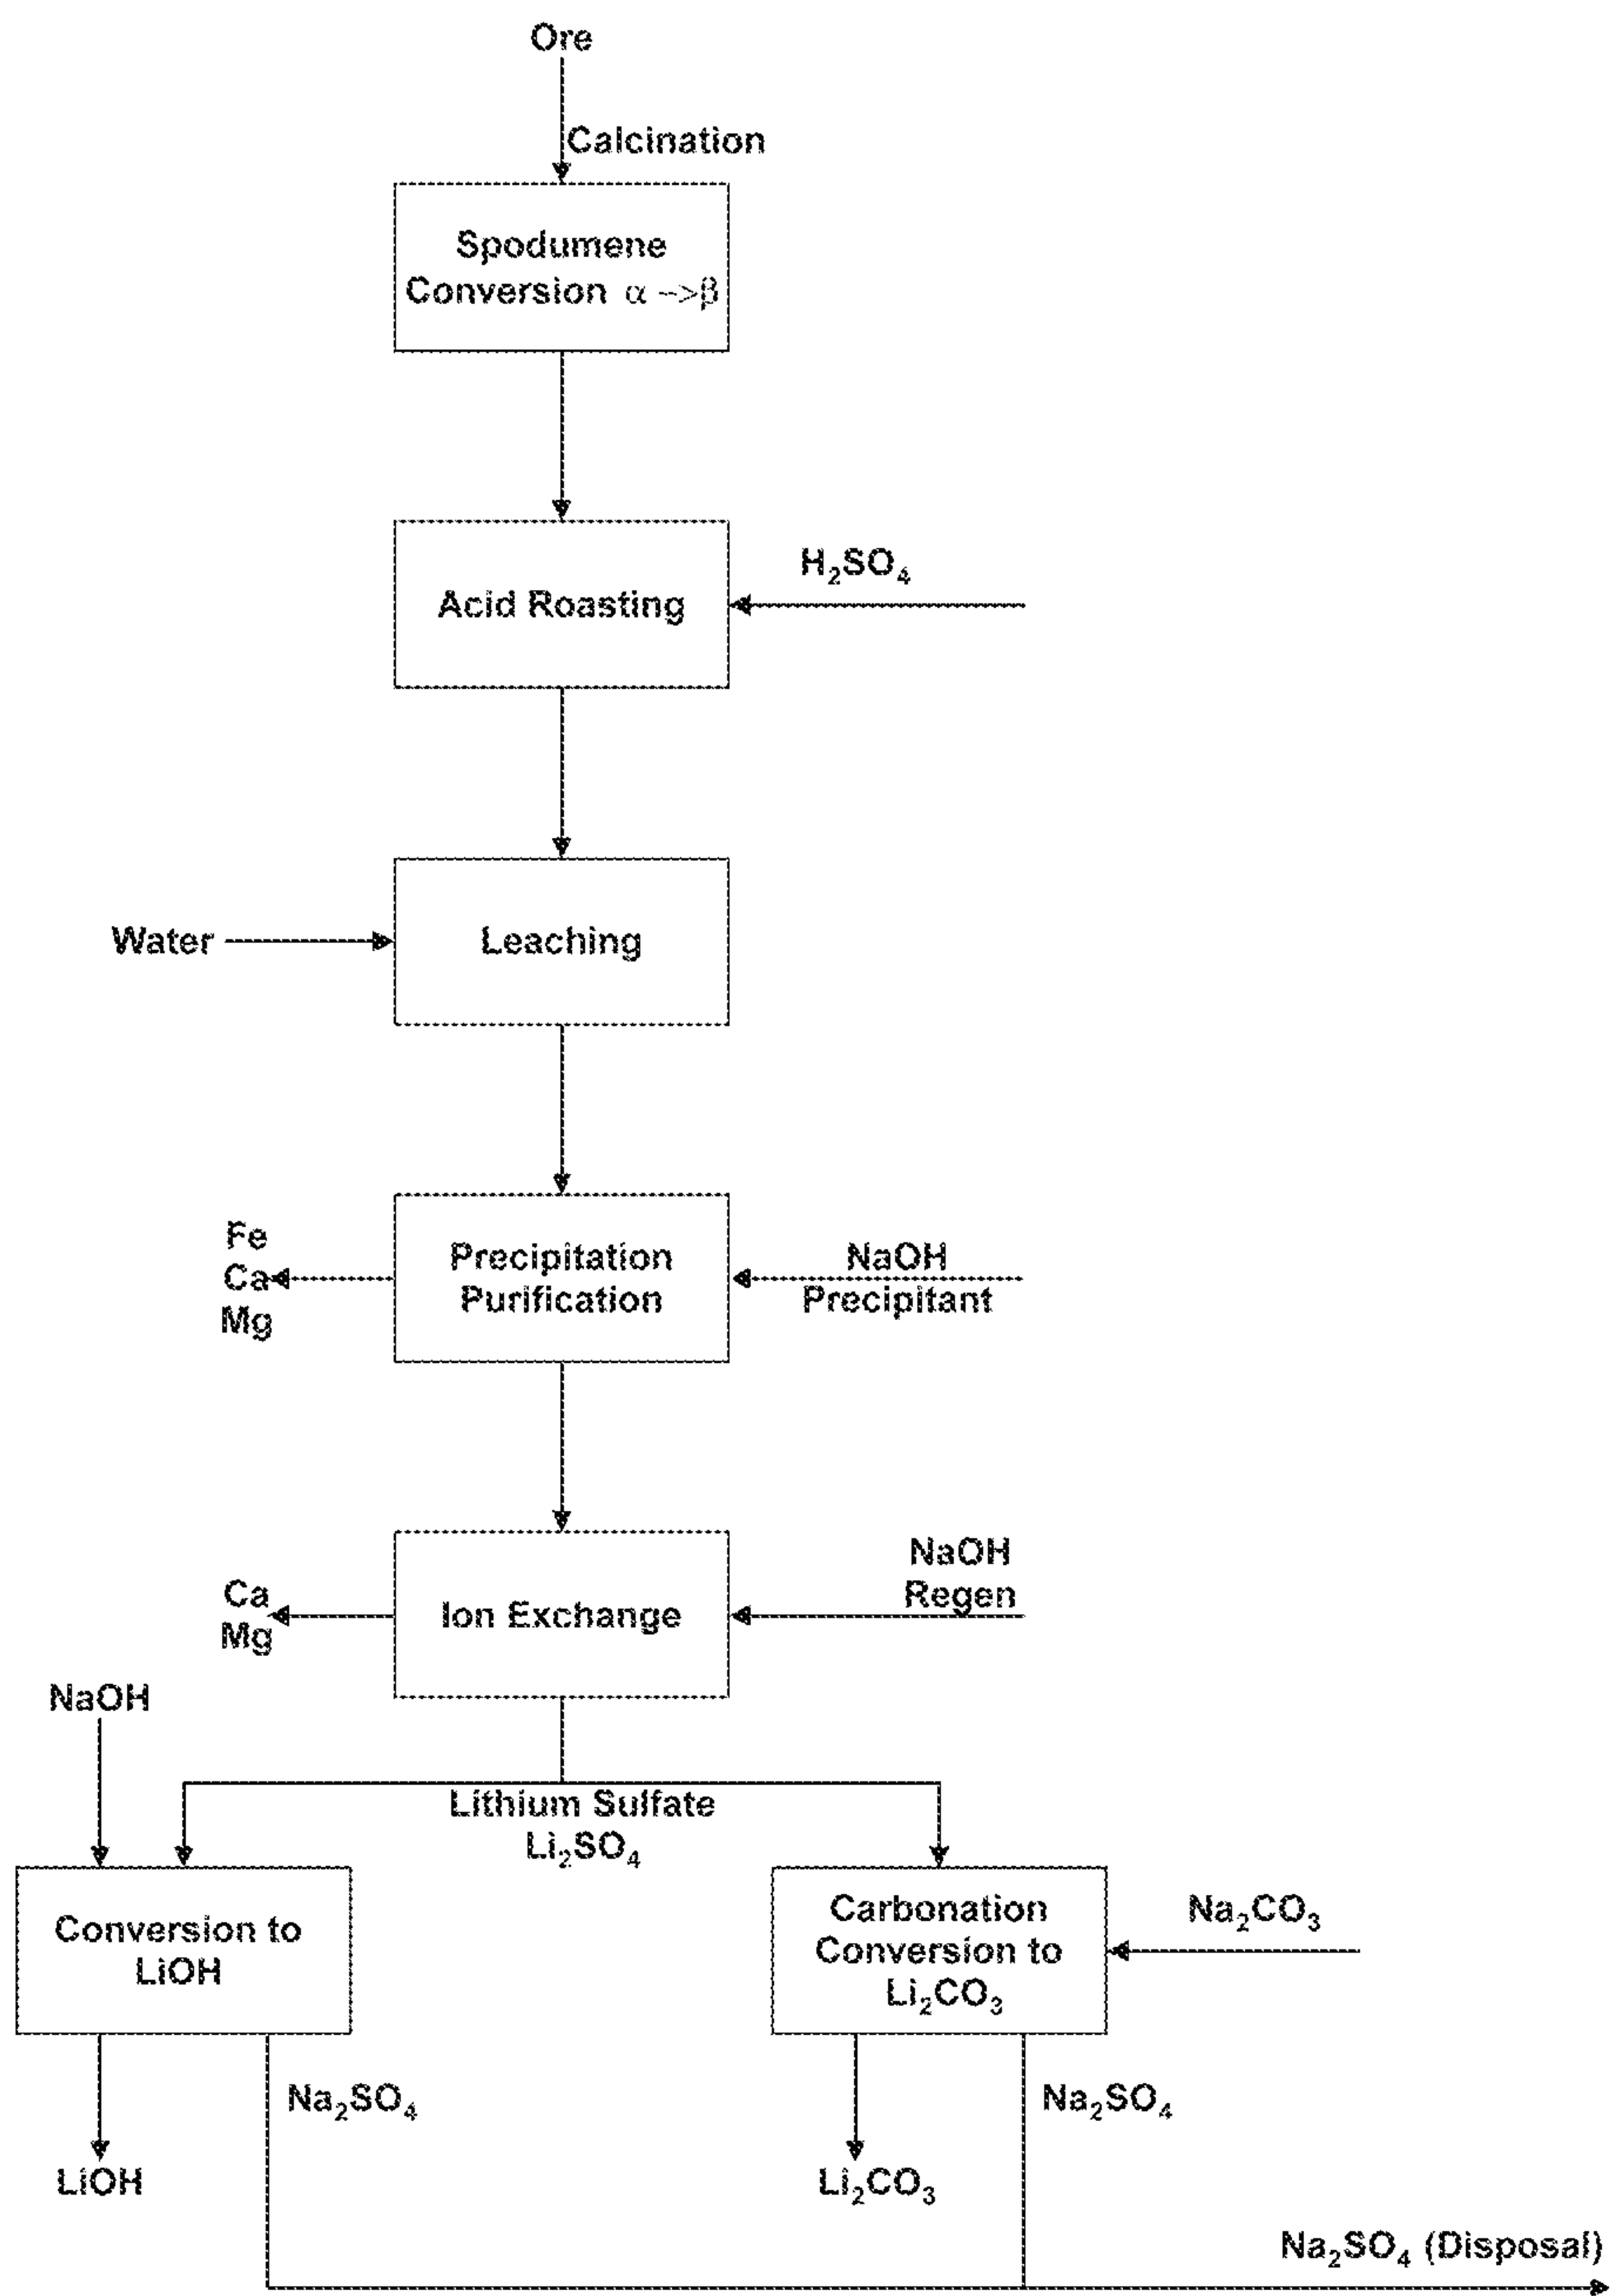 Ore
Calcination
Spodumene
Conversion α -->β
H₂SO₄
Acid Roasting
Water
Leaching
Fe
Ca
Mg
Precipitation
Purification
NaOH
Precipitant
Ca
Mg
Ion Exchange
NaOH
Regen
NaOH
Lithium Sulfate
Li₂SO₄
Conversion to
LiOH
Carbonation
Conversion to
Li₂CO₃
Na₂CO₃
Na₂SO₄
Na₂SO₄
LiOH
Li₂CO₃
Na₂SO₄ (Disposal)